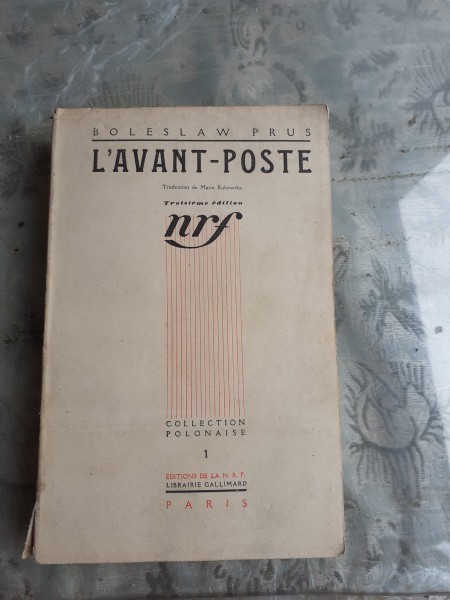 BOLESLAW PRUS
L'AVANT-POSTE
Traduction de Marie Rakowska
Troisième édition
nrf
COLLECTION
POLONAISE
1
ÉDITIONS DE LA N. R. F.
LIBRAIRIE GALLIMARD
PARIS